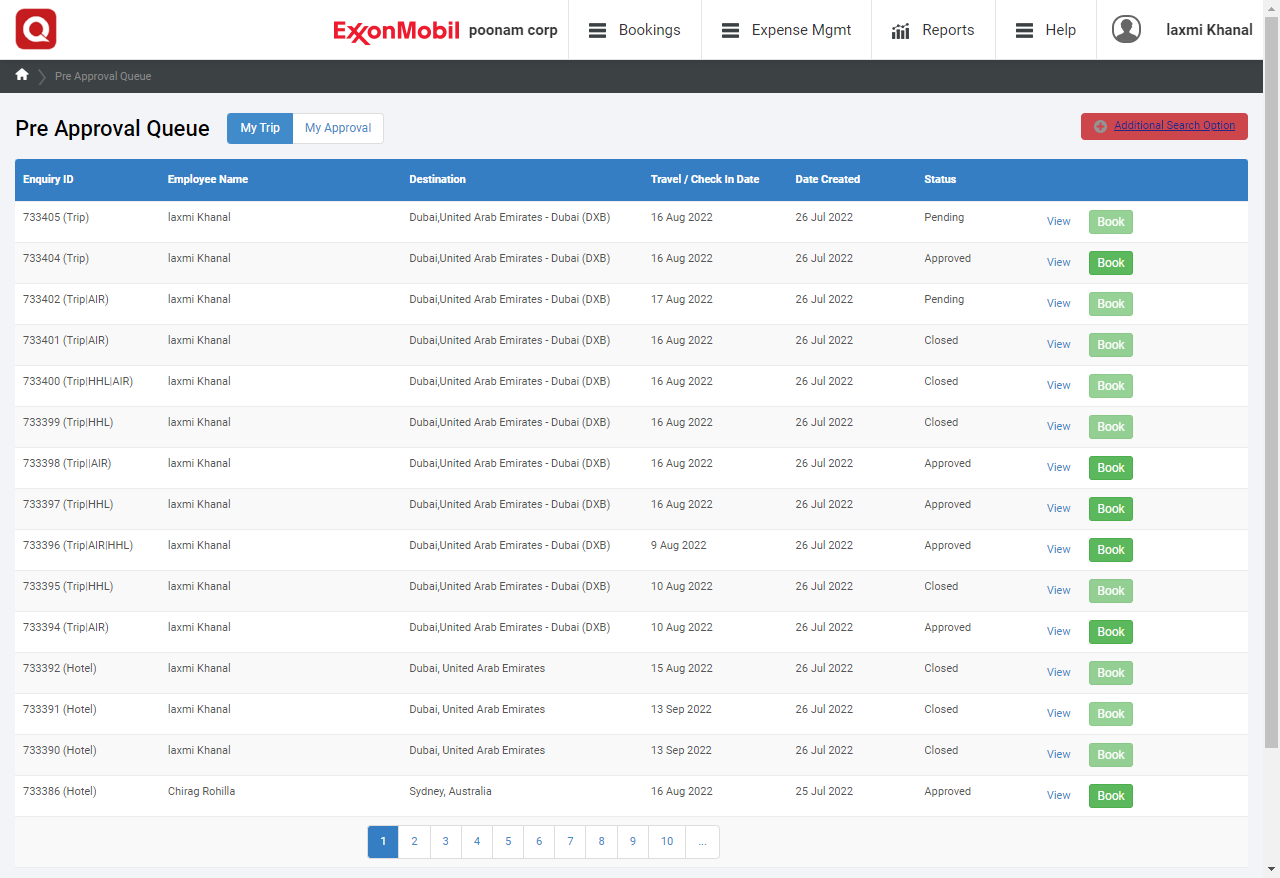 Q ExxonMobil poonam corp Bookings Expense Mgmt Reports Help laxmi Khanal
Pre Approval Queue
Pre Approval Queue My Trip My Approval Additional Search Option
Enquiry ID Employee Name Destination Travel / Check In Date Date Created Status
733405 (Trip) laxmi Khanal Dubai,United Arab Emirates - Dubai (DXB) 16 Aug 2022 26 Jul 2022 Pending View Book
733404 (Trip) laxmi Khanal Dubai,United Arab Emirates - Dubai (DXB) 16 Aug 2022 26 Jul 2022 Approved View Book
733402 (Trip|AIR) laxmi Khanal Dubai,United Arab Emirates - Dubai (DXB) 17 Aug 2022 26 Jul 2022 Pending View Book
733401 (Trip|AIR) laxmi Khanal Dubai,United Arab Emirates - Dubai (DXB) 16 Aug 2022 26 Jul 2022 Closed View Book
733400 (Trip|HHL|AIR) laxmi Khanal Dubai,United Arab Emirates - Dubai (DXB) 16 Aug 2022 26 Jul 2022 Closed View Book
733399 (Trip|HHL) laxmi Khanal Dubai,United Arab Emirates - Dubai (DXB) 16 Aug 2022 26 Jul 2022 Closed View Book
733398 (Trip||AIR) laxmi Khanal Dubai,United Arab Emirates - Dubai (DXB) 16 Aug 2022 26 Jul 2022 Approved View Book
733397 (Trip|HHL) laxmi Khanal Dubai,United Arab Emirates - Dubai (DXB) 16 Aug 2022 26 Jul 2022 Approved View Book
733396 (Trip|AIR|HHL) laxmi Khanal Dubai,United Arab Emirates - Dubai (DXB) 9 Aug 2022 26 Jul 2022 Approved View Book
733395 (Trip|HHL) laxmi Khanal Dubai,United Arab Emirates - Dubai (DXB) 10 Aug 2022 26 Jul 2022 Closed View Book
733394 (Trip|AIR) laxmi Khanal Dubai,United Arab Emirates - Dubai (DXB) 10 Aug 2022 26 Jul 2022 Approved View Book
733392 (Hotel) laxmi Khanal Dubai, United Arab Emirates 15 Aug 2022 26 Jul 2022 Closed View Book
733391 (Hotel) laxmi Khanal Dubai, United Arab Emirates 13 Sep 2022 26 Jul 2022 Closed View Book
733390 (Hotel) laxmi Khanal Dubai, United Arab Emirates 13 Sep 2022 26 Jul 2022 Closed View Book
733386 (Hotel) Chirag Rohilla Sydney, Australia 16 Aug 2022 25 Jul 2022 Approved View Book
1 2 3 4 5 6 7 8 9 10 ...